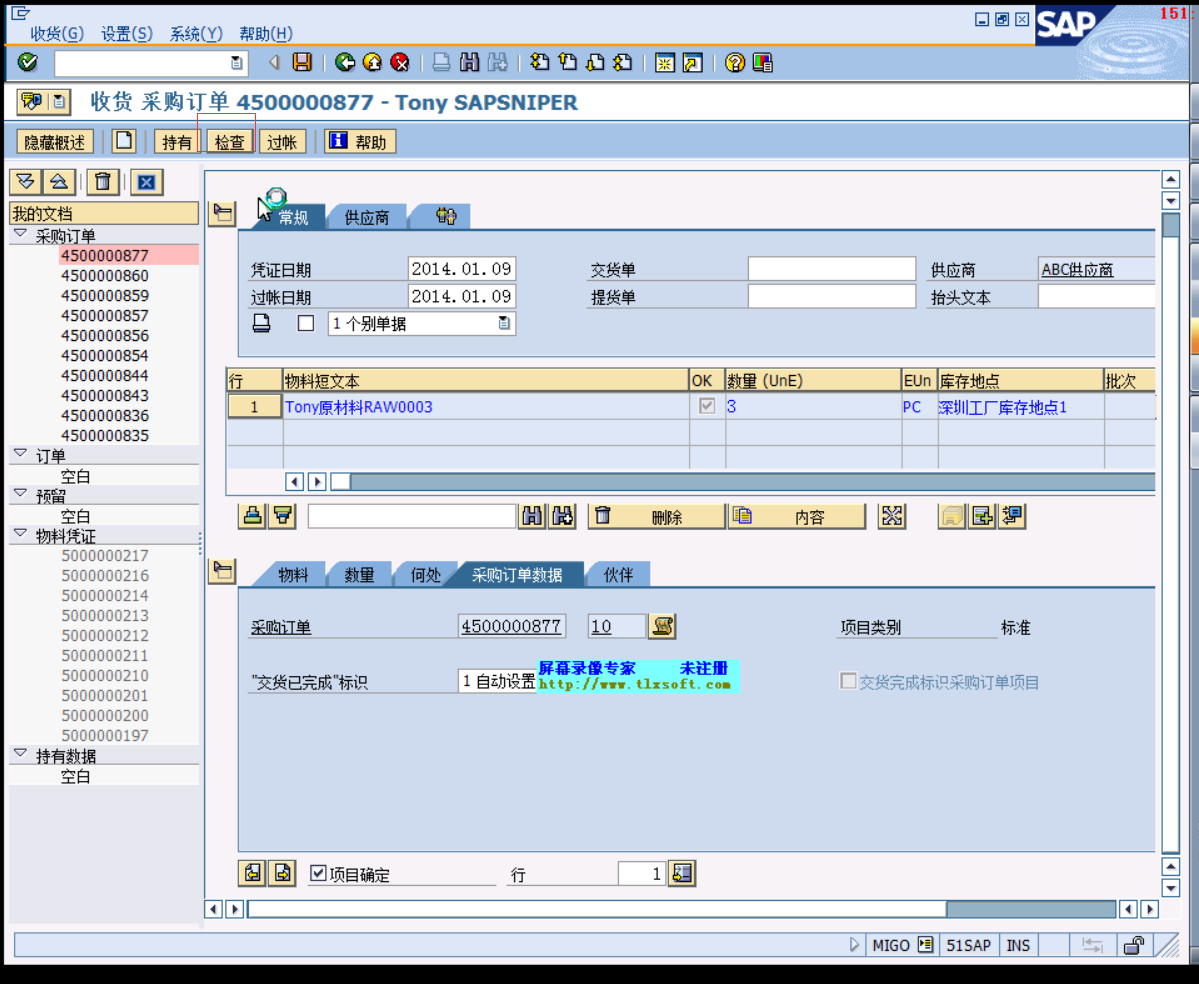 151:
收货(G) 设置(S) 系统(Y) 帮助(H)
SAP
收货 采购订单 4500000877 - Tony SAPSNIPER
隐藏概述 持有 检查 过帐 帮助
我的文档
采购订单
4500000877
4500000860
4500000859
4500000857
4500000856
4500000854
4500000844
4500000843
4500000836
4500000835
订单
空白
预留
空白
物料凭证
5000000217
5000000216
5000000214
5000000213
5000000212
5000000211
5000000210
5000000201
5000000200
5000000197
持有数据
空白
常规 供应商
凭证日期 2014.01.09 交货单 供应商 ABC供应商
过帐日期 2014.01.09 提货单 抬头文本
1 个别单据
行 物料短文本 OK 数量 (UnE) EUn 库存地点 批次
1 Tony原材料RAW0003 3 PC 深圳工厂库存地点1
删除 内容
物料 数量 何处 采购订单数据 伙伴
采购订单 4500000877 10 项目类别 标准
"交货已完成"标识 1 自动设置 交货完成标识采购订单项目
屏幕录像专家 未注册
http://www.tlxsoft.com
项目确定 行 1
MIGO 51SAP INS